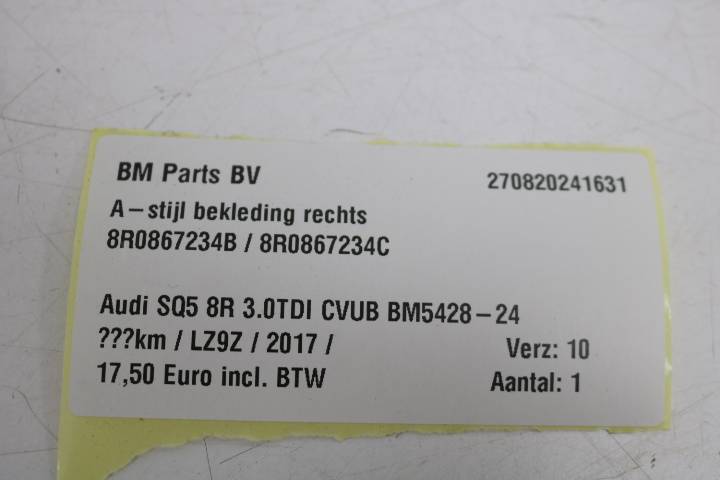 BM Parts BV 270820241631
A-stijl bekleding rechts
8R0867234B / 8R0867234C
Audi SQ5 8R 3.0TDI CVUB BM5428-24
???km / LZ9Z / 2017 / Verz: 10
17,50 Euro incl. BTW Aantal: 1